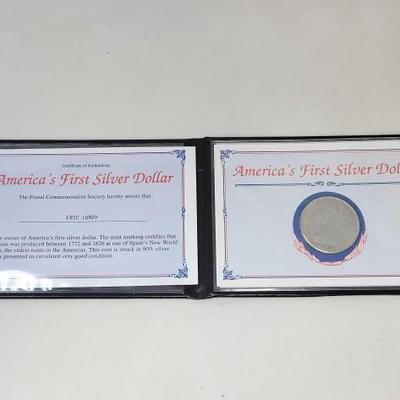 Certificate of Authenticity
America's First Silver Dollar
The Postal Commemorative Society hereby attests that
ERIC LUNDY
owner of America's first silver dollar. The mint marking certifies that
was produced between 1772 and 1826 at one of Spain's New World
the oldest mints in the Americas. This coin is struck in 90% silver
presented in circulated very good condition.
America's First Silver Doll